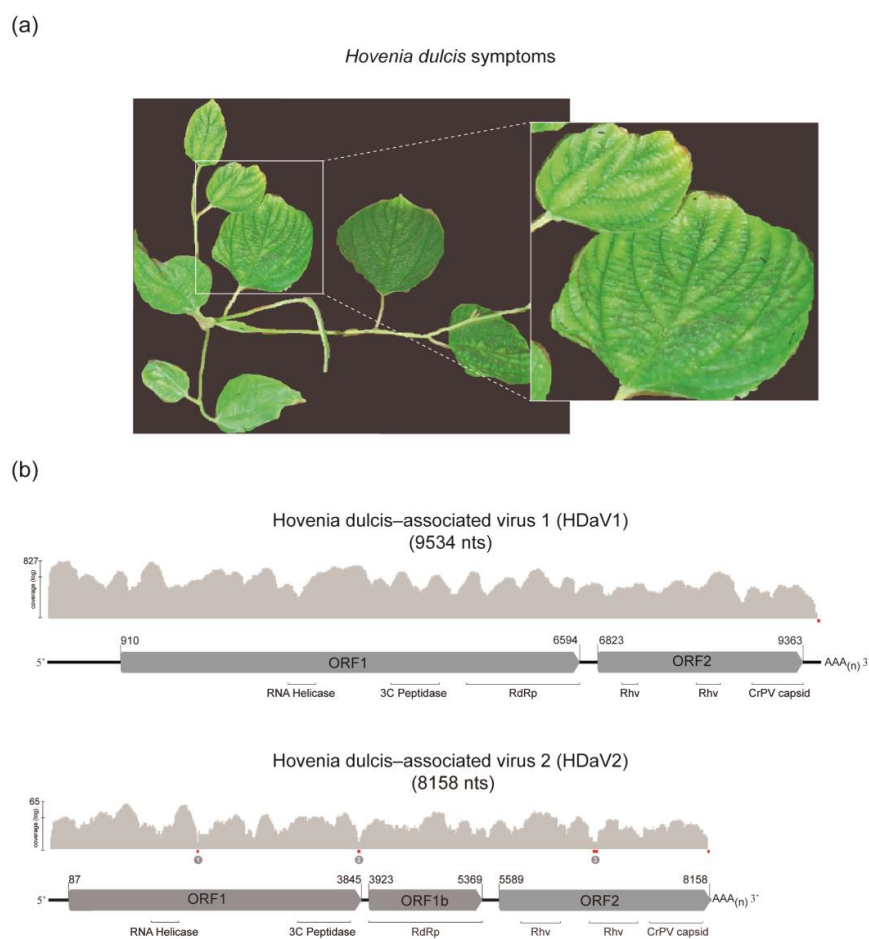 (a)
Hovenia dulcis symptoms
(b)
Hovenia dulcis–associated virus 1 (HDaV1)
(9534 nts)
827
coverage (log)
910
6594
6823
9363
5'
ORF1
ORF2
AAA(n) 3'
RNA Helicase
3C Peptidase
RdRp
Rhv
Rhv
CrPV capsid
Hovenia dulcis–associated virus 2 (HDaV2)
(8158 nts)
65
coverage (log)
1
2
3
87
3845
3923
5369
5589
8158
5'
ORF1
ORF1b
ORF2
AAA(n) 3'
RNA Helicase
3C Peptidase
RdRp
Rhv
Rhv
CrPV capsid